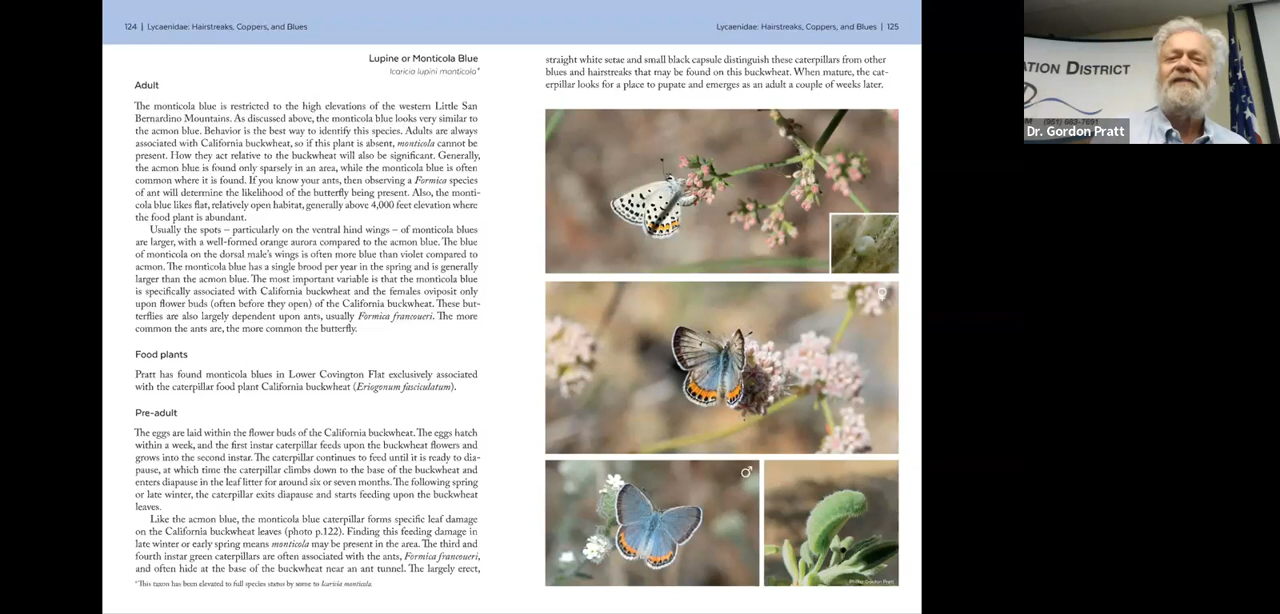 124 | Lycaenidae: Hairstreaks, Coppers, and Blues
Lupine or Monticola Blue
Icaricia lupini monticola*
Adult
The monticola blue is restricted to the high elevations of the western Little San
Bernardino Mountains. As discussed above, the monticola blue looks very similar to
the acmon blue. Behavior is the best way to identify this species. Adults are always
associated with California buckwheat, so if this plant is absent, monticola cannot be
present. How they act relative to the buckwheat will also be significant. Generally,
the acmon blue is found only sparsely in an area, while the monticola blue is often
common where it is found. If you know your ants, then observing a Formica species
of ant will determine the likelihood of the butterfly being present. Also, the monti-
cola blue likes flat, relatively open habitat, generally above 4,000 feet elevation where
the food plant is abundant.
Usually the spots – particularly on the ventral hind wings – of monticola blues
are larger, with a well-formed orange aurora compared to the acmon blue. The blue
of monticola on the dorsal male's wings is often more blue than violet compared to
acmon. The monticola blue has a single brood per year in the spring and is generally
larger than the acmon blue. The most important variable is that the monticola blue
is specifically associated with California buckwheat and the females oviposit only
upon flower buds (often before they open) of the California buckwheat. These but-
terflies are also largely dependent upon ants, usually Formica francoueri. The more
common the ants are, the more common the butterfly.
Food plants
Pratt has found monticola blues in Lower Covington Flat exclusively associated
with the caterpillar food plant California buckwheat (Eriogonum fasciculatum).
Pre-adult
The eggs are laid within the flower buds of the California buckwheat. The eggs hatch
within a week, and the first instar caterpillar feeds upon the buckwheat flowers and
grows into the second instar. The caterpillar continues to feed until it is ready to dia-
pause, at which time the caterpillar climbs down to the base of the buckwheat and
enters diapause in the leaf litter for around six or seven months. The following spring
or late winter, the caterpillar exits diapause and starts feeding upon the buckwheat
leaves.
Like the acmon blue, the monticola blue caterpillar forms specific leaf damage
on the California buckwheat leaves (photo p.122). Finding this feeding damage in
late winter or early spring means monticola may be present in the area. The third and
fourth instar green caterpillars are often associated with the ants, Formica francoueri,
and often hide at the base of the buckwheat near an ant tunnel. The largely erect,
*This taxon has been elevated to full species status by some to Icaricia monticola.
Lycaenidae: Hairstreaks, Coppers, and Blues | 125
straight white setae and small black capsule distinguish these caterpillars from other
blues and hairstreaks that may be found on this buckwheat. When mature, the cat-
erpillar looks for a place to pupate and emerges as an adult a couple of weeks later.
♀
♂
Photo: Gordon Pratt
ATION DISTRICT
(951) 683-7691
Dr. Gordon Pratt